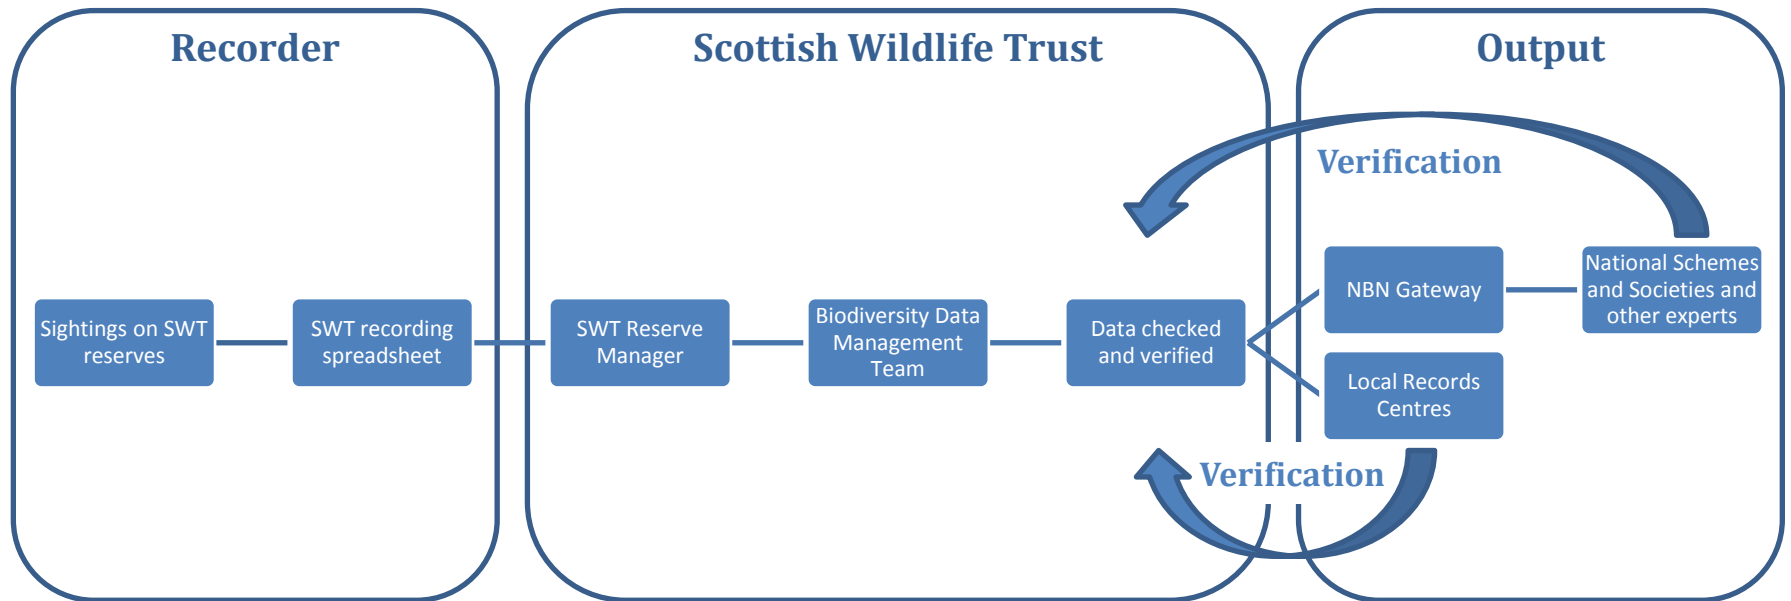 Recorder
Scottish Wildlife Trust
Output
Verification
Sightings on SWT
reserves
SWT recording
spreadsheet
SWT Reserve
Manager
Biodiversity Data
Management
Team
Data checked
and verified
NBN Gateway
National Schemes
and Societies and
other experts
Local Records
Centres
Verification